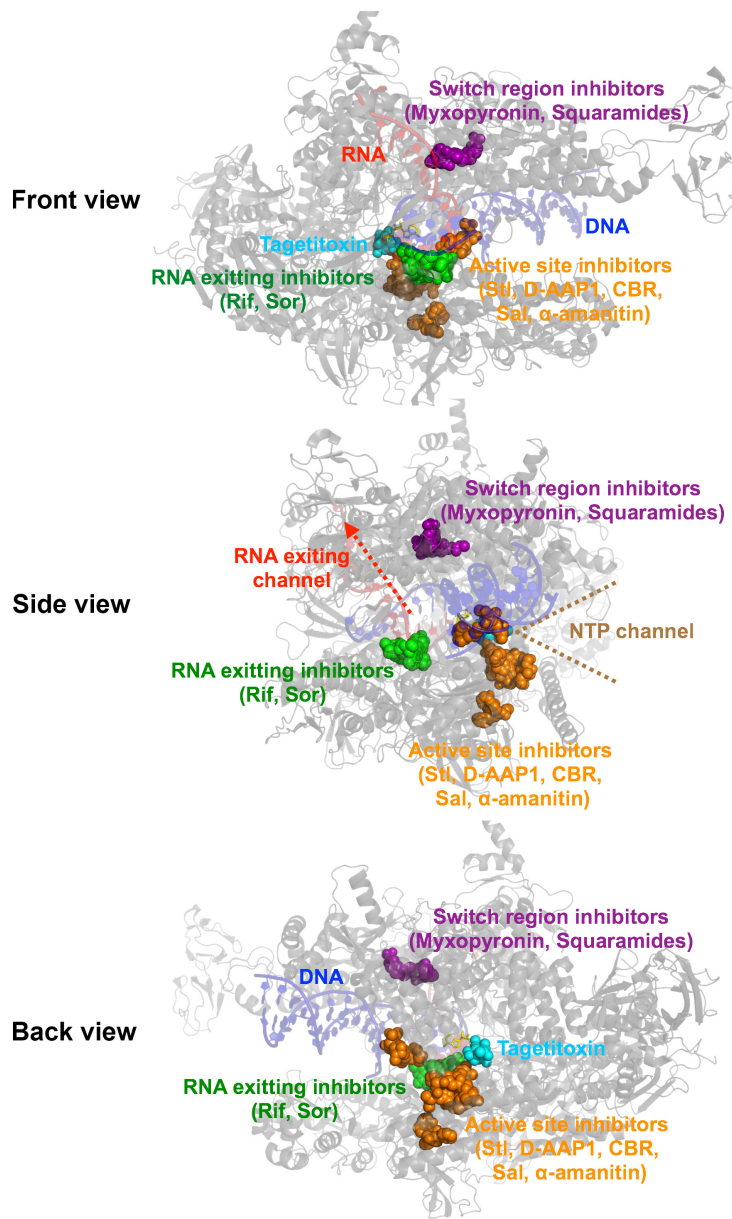 Switch region inhibitors
(Myxopyronin, Squaramides)
RNA
Front view
DNA
Tagetitoxin
RNA exitting inhibitors
(Rif, Sor)
Active site inhibitors
(Stl, D-AAP1, CBR,
Sal, α-amanitin)
Switch region inhibitors
(Myxopyronin, Squaramides)
RNA exiting
channel
Side view
NTP channel
RNA exitting inhibitors
(Rif, Sor)
Active site inhibitors
(Stl, D-AAP1, CBR,
Sal, α-amanitin)
Switch region inhibitors
(Myxopyronin, Squaramides)
DNA
Back view
Tagetitoxin
RNA exitting inhibitors
(Rif, Sor)
Active site inhibitors
(Stl, D-AAP1, CBR,
Sal, α-amanitin)